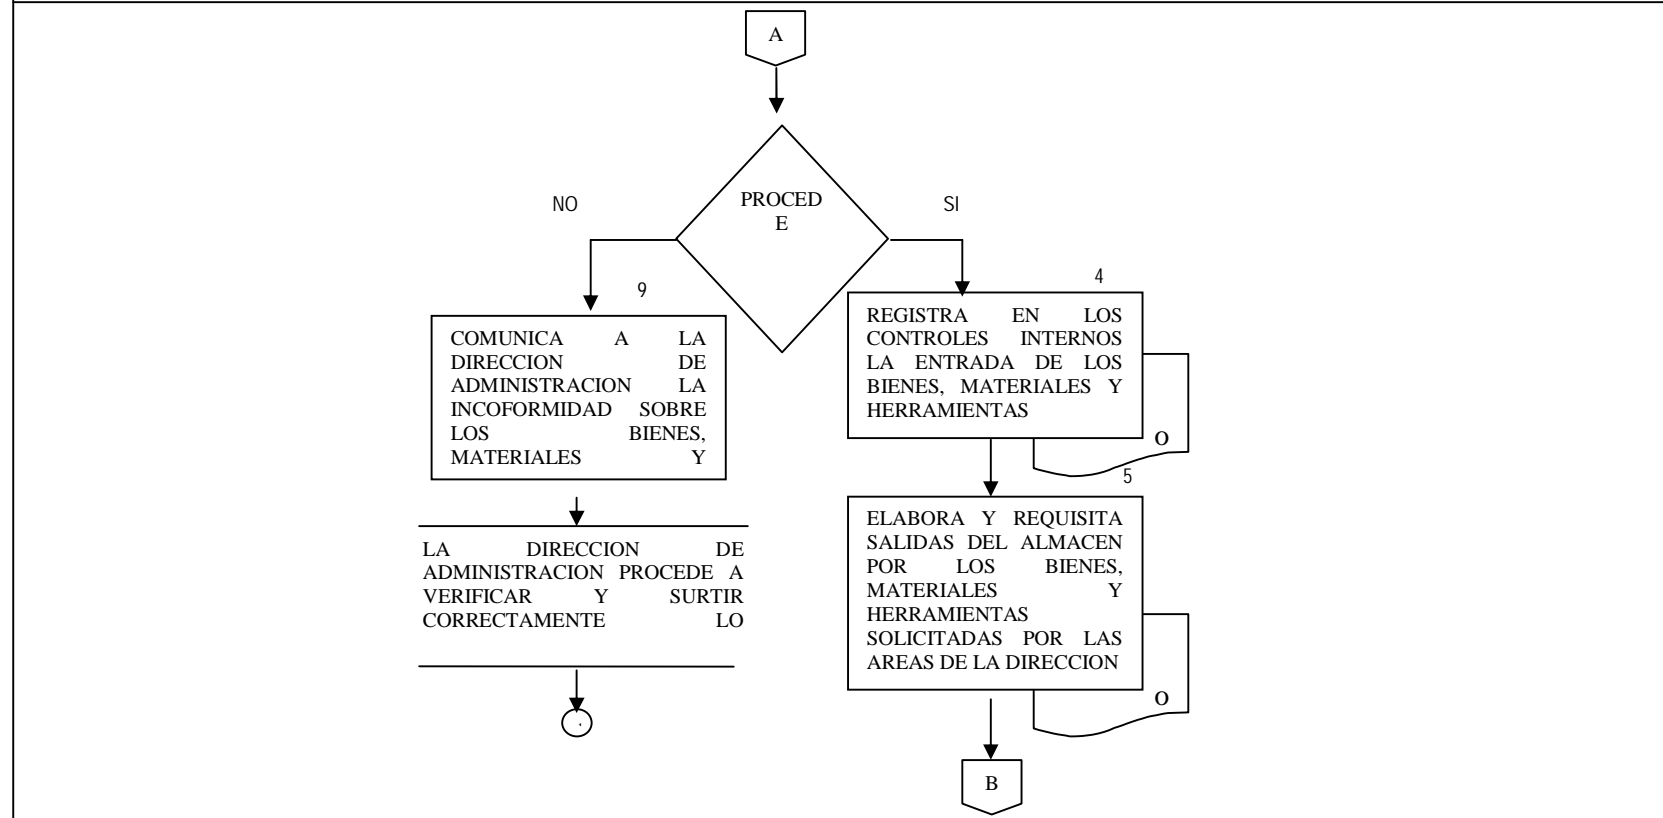 A
PROCED
E
NO
SI
9
COMUNICA A LA
DIRECCION DE
ADMINISTRACION LA
INCOFORMIDAD SOBRE
LOS BIENES,
MATERIALES Y
LA DIRECCION DE
ADMINISTRACION PROCEDE A
VERIFICAR Y SURTIR
CORRECTAMENTE LO
4
REGISTRA EN LOS
CONTROLES INTERNOS
LA ENTRADA DE LOS
BIENES, MATERIALES Y
HERRAMIENTAS
O
5
ELABORA Y REQUISITA
SALIDAS DEL ALMACEN
POR LOS BIENES,
MATERIALES Y
HERRAMIENTAS
SOLICITADAS POR LAS
AREAS DE LA DIRECCION
O
B